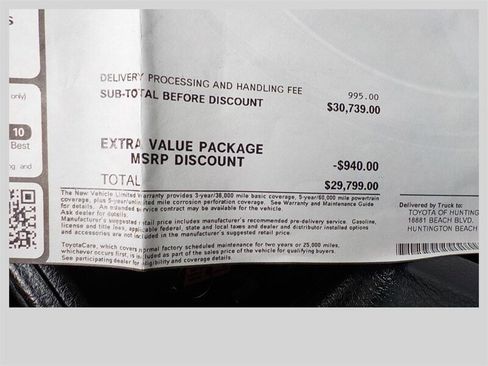 S
only)
10
Best
ng, and
DELIVERY PROCESSING AND HANDLING FEE 995.00
SUB-TOTAL BEFORE DISCOUNT $30,739.00
EXTRA VALUE PACKAGE
MSRP DISCOUNT -$940.00
TOTAL $29,799.00
The New Vehicle Limited Warranty provides 3-year/36,000 mile basic coverage, 5-year/60,000 mile powertrain
coverage, plus 5-year/unlimited mile corrosion perforation coverage. See Warranty and Maintenance Guide
for details. An extended service contract may be available for this vehicle.
Ask dealer for details.
Manufacturer's suggested retail price includes manufacturer's recommended pre-delivery service. Gasoline,
license and title fees, applicable federal, state and local taxes and dealer and distributor installed options
and accessories are not included in the manufacturer's suggested retail price.
ToyotaCare, which covers normal factory scheduled maintenance for two years or 25,000 miles,
whichever occurs first, is included as part of the sales price of the vehicle for qualifying buyers.
See participating dealer for eligibility and coverage details.
Delivered by Truck to:
TOYOTA OF HUNTING
18881 BEACH BLVD.
HUNTINGTON BEACH